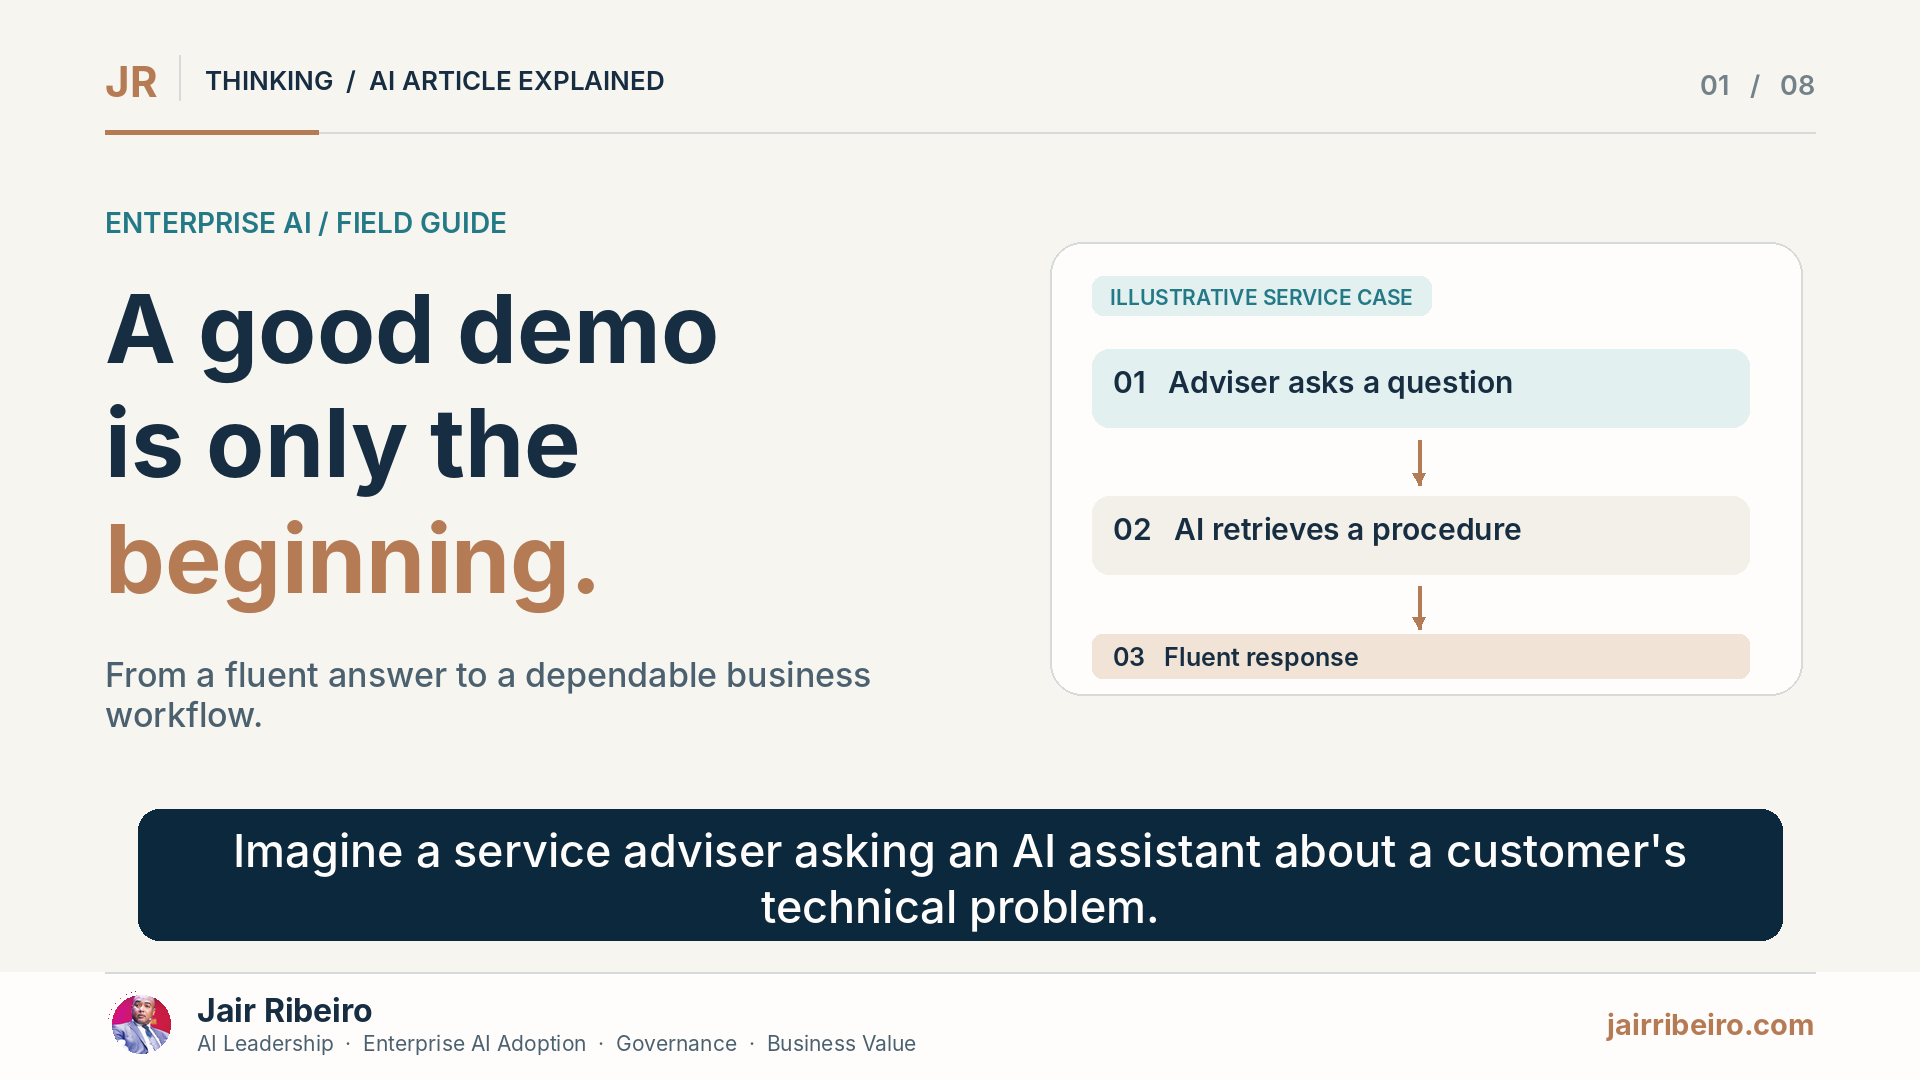 JR
THINKING / AI ARTICLE EXPLAINED
01 / 08
ENTERPRISE AI / FIELD GUIDE
A good demo
is only the
beginning.
From a fluent answer to a dependable business
workflow.
ILLUSTRATIVE SERVICE CASE
01 Adviser asks a question
02 AI retrieves a procedure
03 Fluent response
Imagine a service adviser asking an AI assistant about a customer's
technical problem.
Jair Ribeiro
AI Leadership · Enterprise AI Adoption · Governance · Business Value
jairribeiro.com